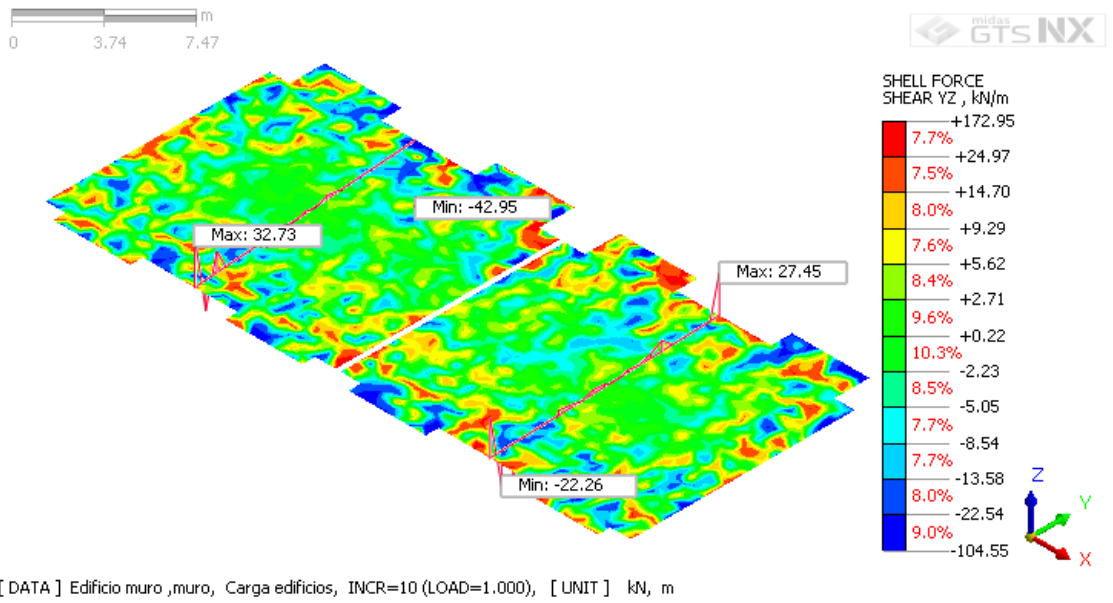 m
0 3.74 7.47
midas
GTS NX
SHELL FORCE
SHEAR YZ , kN/m
+172.95
7.7%
+24.97
7.5%
+14.70
8.0%
+9.29
7.6%
+5.62
8.4%
+2.71
9.6%
+0.22
10.3%
-2.23
8.5%
-5.05
7.7%
-8.54
7.7%
-13.58
8.0%
-22.54
9.0%
-104.55
Min: -42.95
Max: 32.73
Max: 27.45
Min: -22.26
Z
Y
X
[ DATA ] Edificio muro ,muro, Carga edificios, INCR=10 (LOAD=1.000), [ UNIT ] kN, m